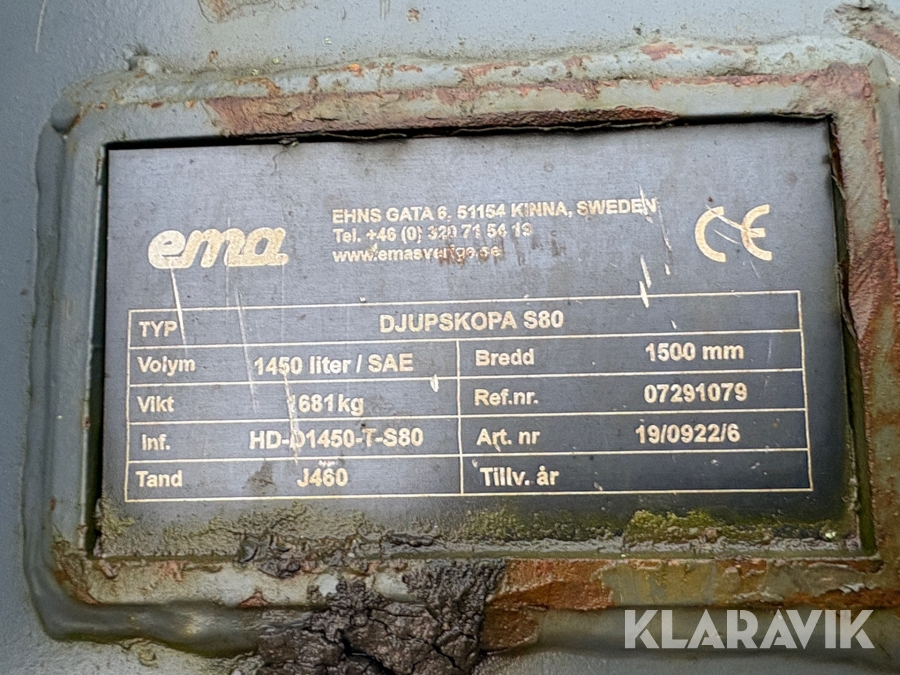 ema
EHNS GATA 6, 51154 KINNA, SWEDEN
Tel. +46 (0) 320 71 54 19
www.emasverige.se
CE
TYP DJUPSKOPA S80
Volym 1450 liter / SAE Bredd 1500 mm
Vikt 1681kg Ref.nr. 07291079
Inf. HD-D1450-T-S80 Art. nr 19/0922/6
Tand J460 Tillv. år
KLARAVIK